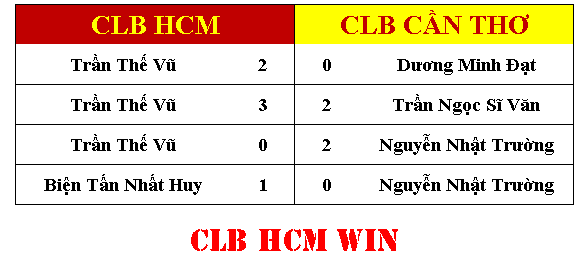 CLB HCM CLB CẦN THƠ
Trần Thế Vũ 2 0 Dương Minh Đạt
Trần Thế Vũ 3 2 Trần Ngọc Sĩ Văn
Trần Thế Vũ 0 2 Nguyễn Nhật Trường
Biện Tấn Nhất Huy 1 0 Nguyễn Nhật Trường
CLB HCM WIN